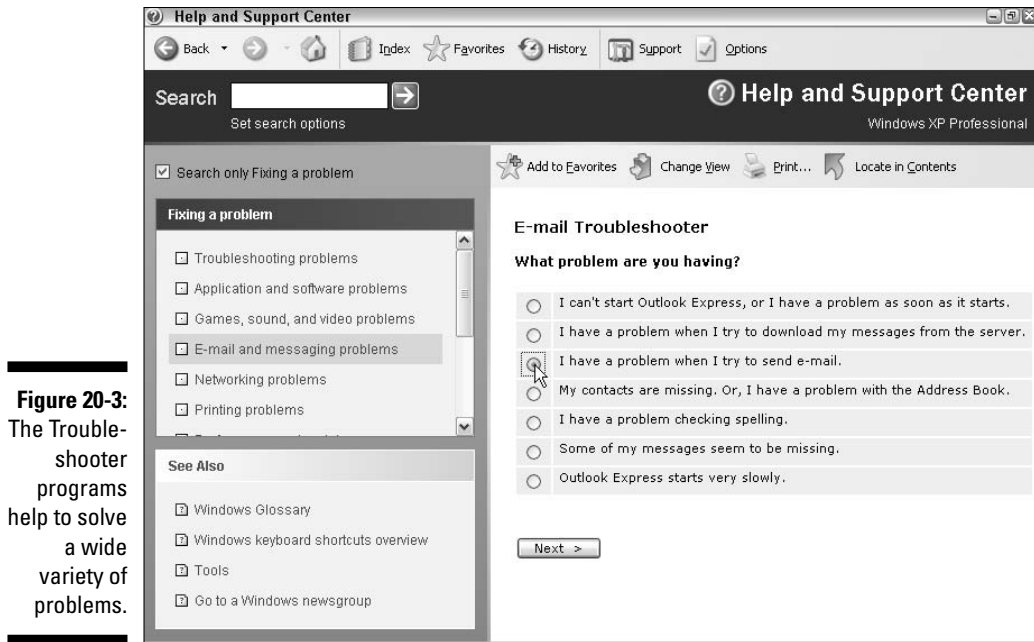 Help and Support Center
Back
Index
Favorites
History
Support
Options
Search
Set search options
Help and Support Center
Windows XP Professional
Search only Fixing a problem
Add to Favorites
Change View
Print...
Locate in Contents
Fixing a problem
Troubleshooting problems
Application and software problems
Games, sound, and video problems
E-mail and messaging problems
Networking problems
Printing problems
See Also
Windows Glossary
Windows keyboard shortcuts overview
Tools
Go to a Windows newsgroup
E-mail Troubleshooter
What problem are you having?
I can't start Outlook Express, or I have a problem as soon as it starts.
I have a problem when I try to download my messages from the server.
I have a problem when I try to send e-mail.
My contacts are missing. Or, I have a problem with the Address Book.
I have a problem checking spelling.
Some of my messages seem to be missing.
Outlook Express starts very slowly.
Next >
Figure 20-3:
The Trouble-
shooter
programs
help to solve
a wide
variety of
problems.